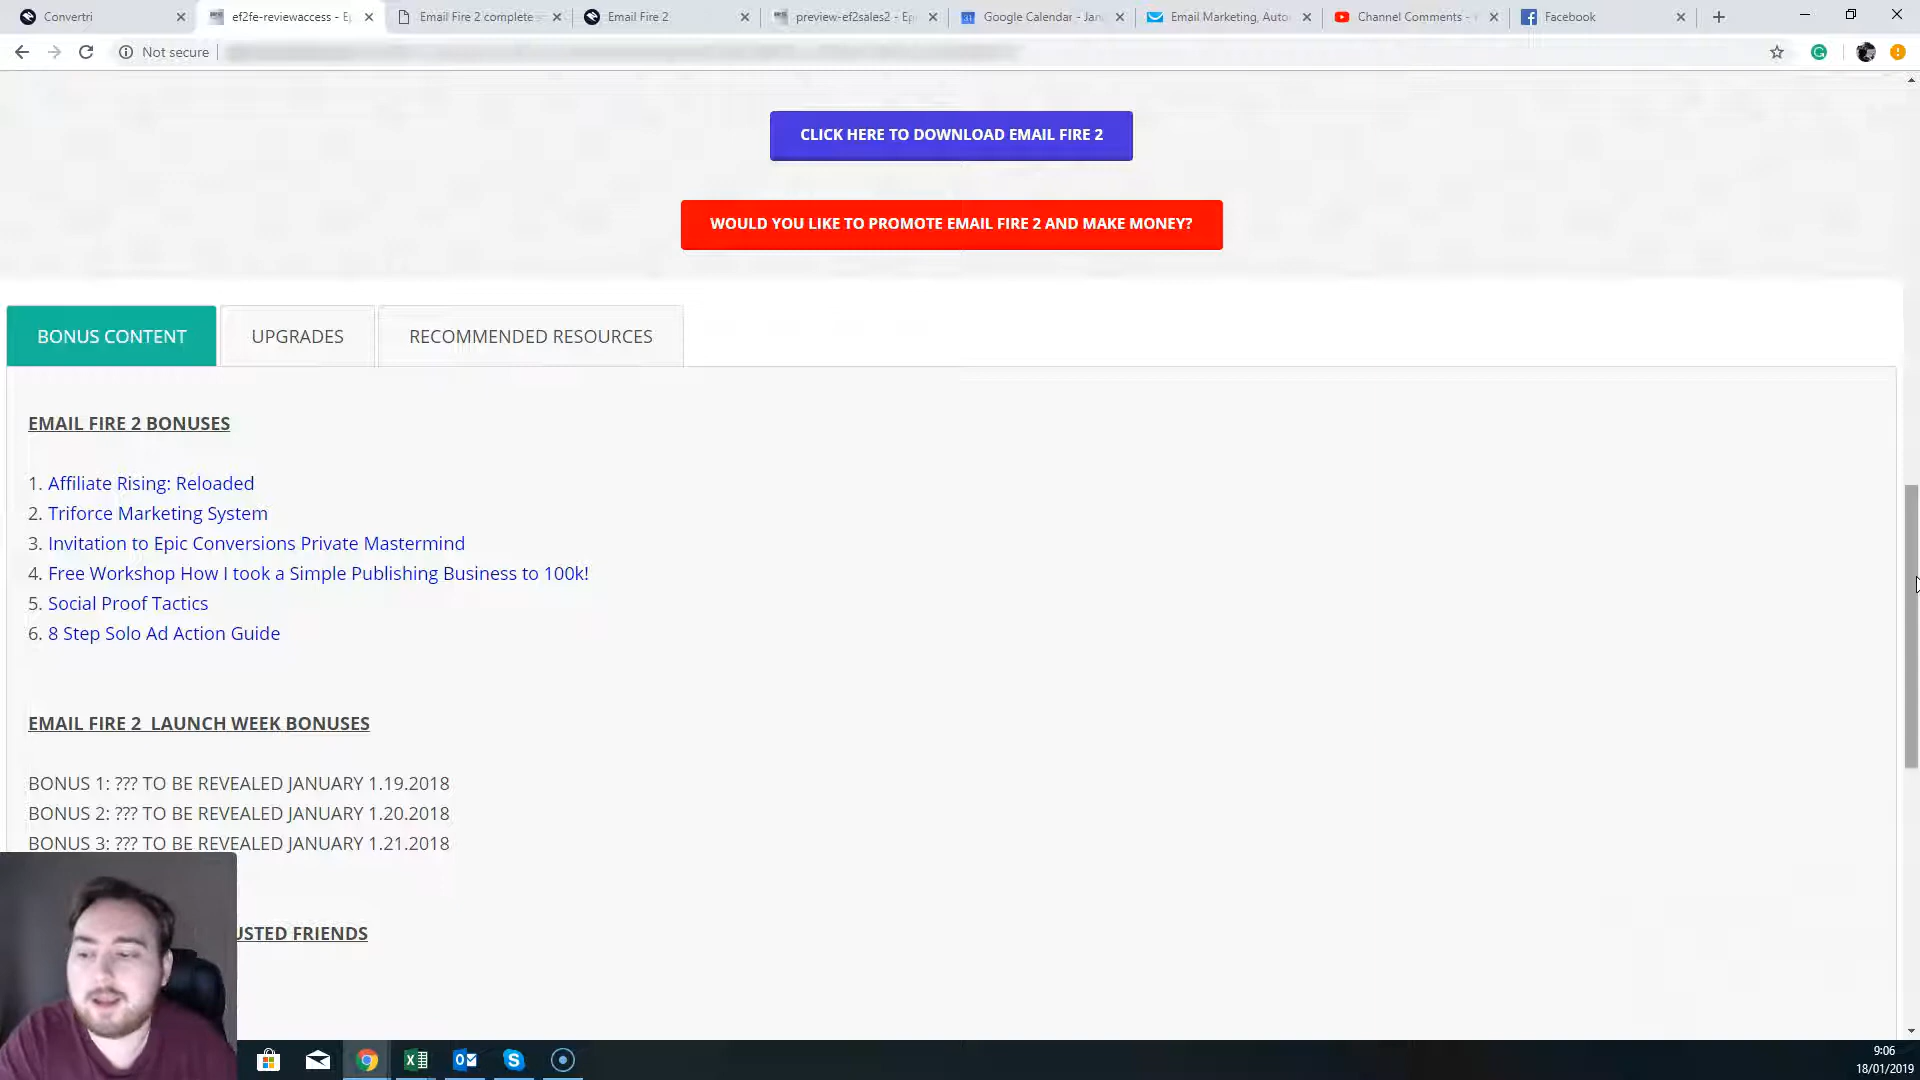 Convertri
ef2fe-reviewaccess - Ep
Email Fire 2 complete
Email Fire 2
preview-ef2sales2 - Ep
Google Calendar - Jan
Email Marketing, Auto
Channel Comments -
Facebook
Not secure
CLICK HERE TO DOWNLOAD EMAIL FIRE 2
WOULD YOU LIKE TO PROMOTE EMAIL FIRE 2 AND MAKE MONEY?
BONUS CONTENT
UPGRADES
RECOMMENDED RESOURCES
EMAIL FIRE 2 BONUSES
1. Affiliate Rising: Reloaded
2. Triforce Marketing System
3. Invitation to Epic Conversions Private Mastermind
4. Free Workshop How I took a Simple Publishing Business to 100k!
5. Social Proof Tactics
6. 8 Step Solo Ad Action Guide
EMAIL FIRE 2 LAUNCH WEEK BONUSES
BONUS 1: ??? TO BE REVEALED JANUARY 1.19.2018
BONUS 2: ??? TO BE REVEALED JANUARY 1.20.2018
BONUS 3: ??? TO BE REVEALED JANUARY 1.21.2018
USTED FRIENDS
9:06
18/01/2019